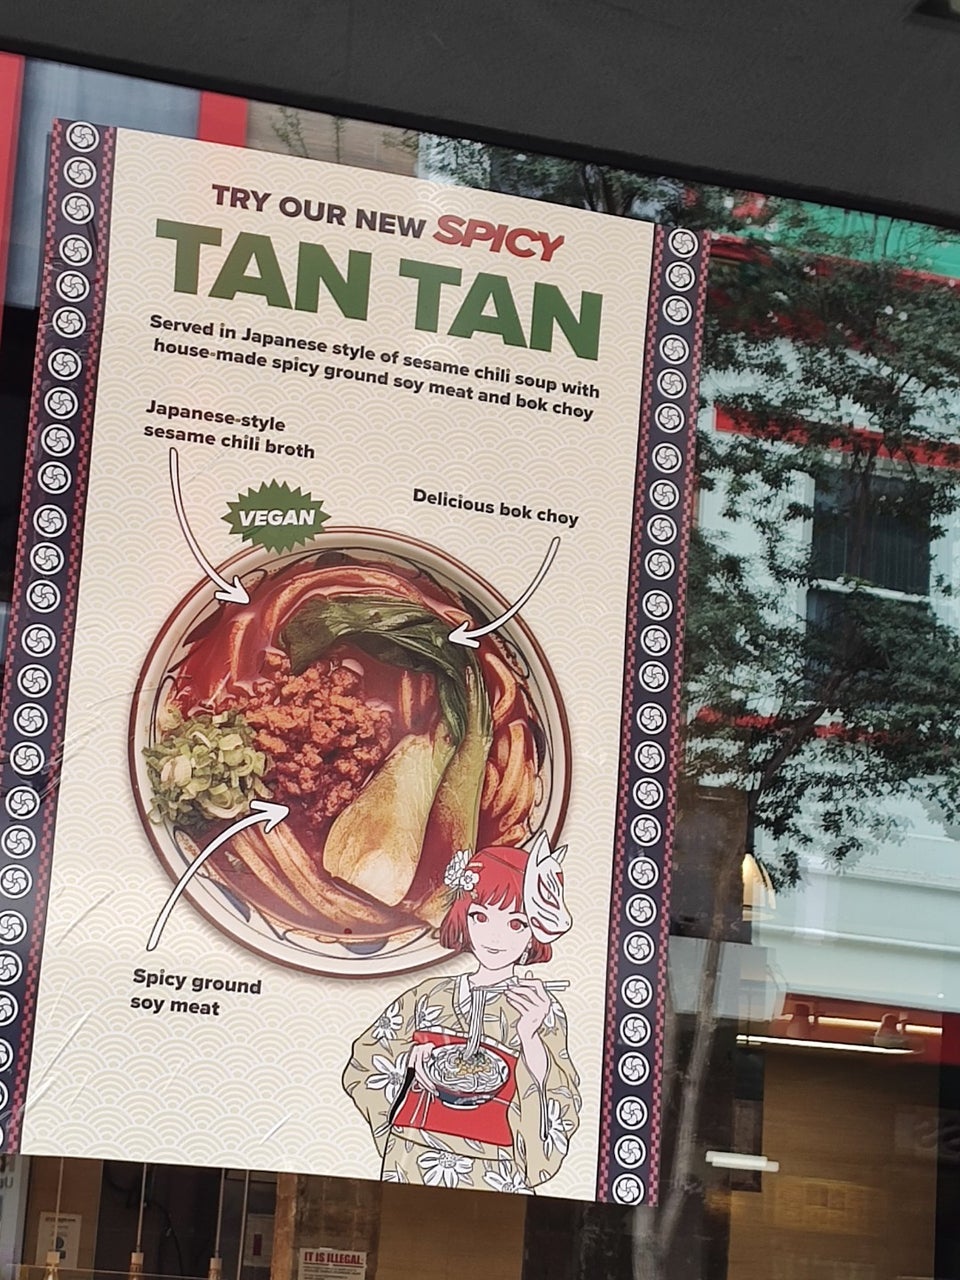 TRY OUR NEW SPICY
TAN TAN
Served in Japanese style of sesame chili soup with
house-made spicy ground soy meat and bok choy
Japanese-style
sesame chili broth
VEGAN
Delicious bok choy
Spicy ground
soy meat
IT IS ILLEGAL: